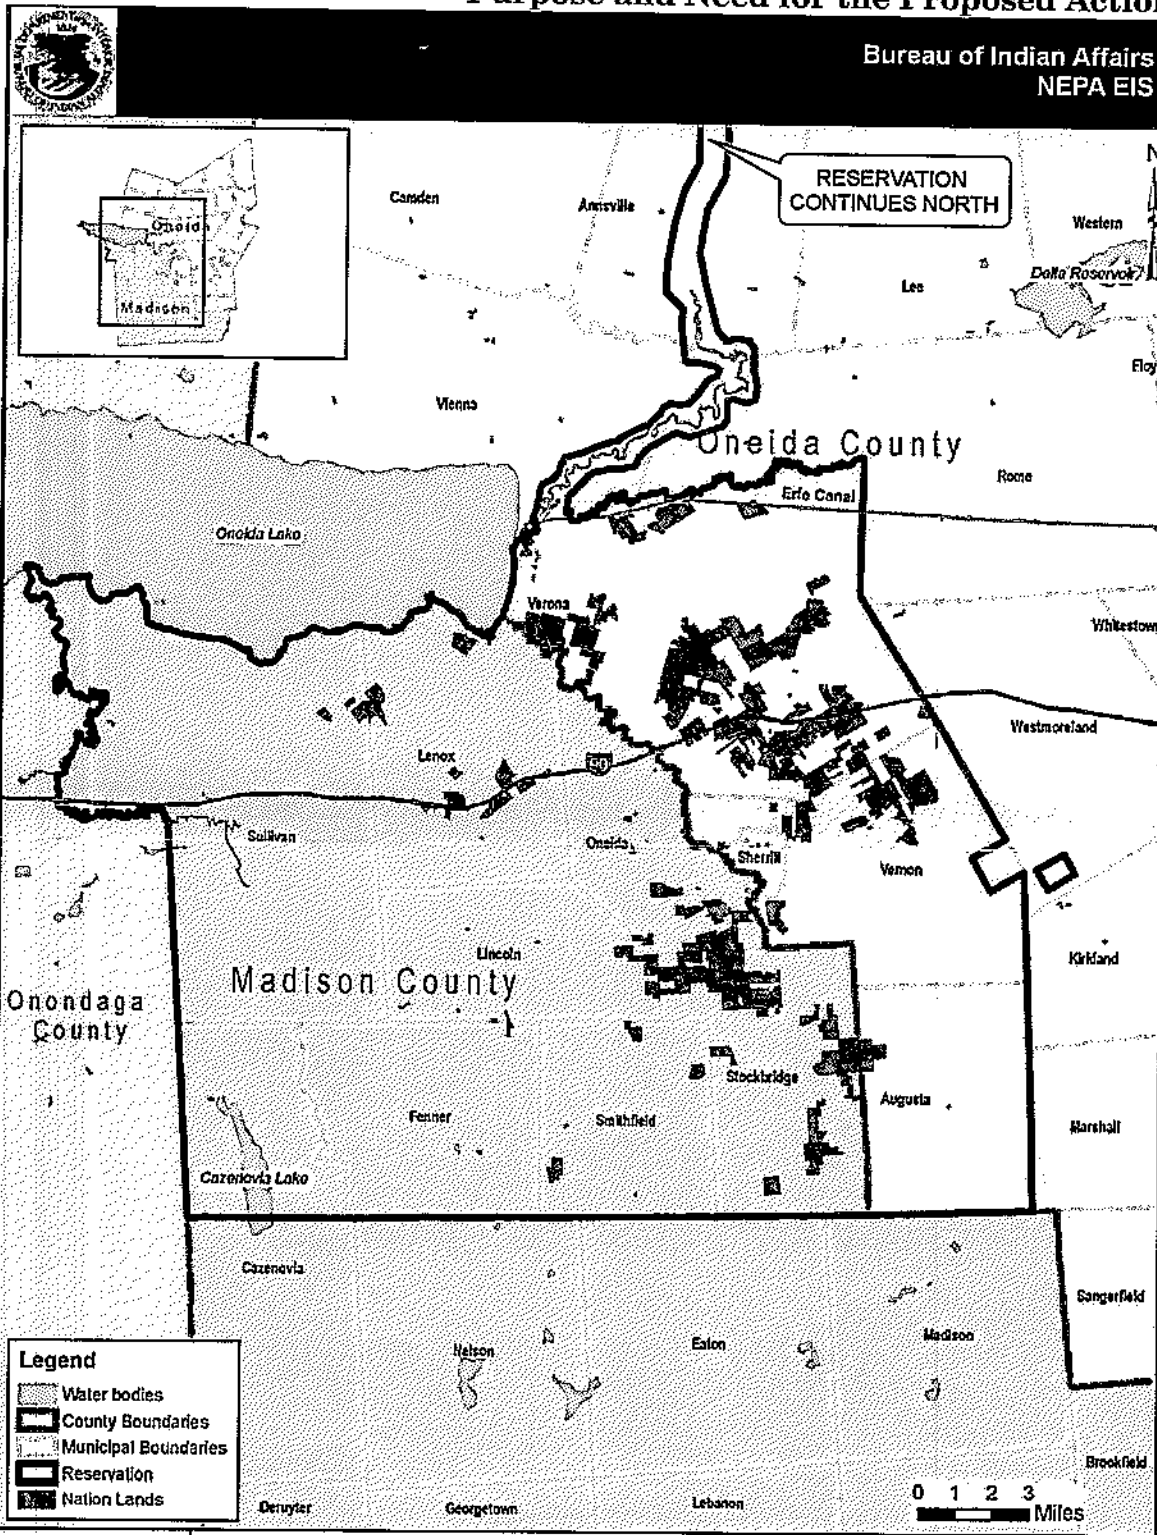 Purpose and Need for the Proposed Action
Bureau of Indian Affairs
NEPA EIS
RESERVATION
CONTINUES NORTH
N
Oneida
Madison
Camden
Annsville
Western
Lee
Delta Reservoir
Floy
Vienna
Oneida County
Rome
Erie Canal
Oneida Lake
Verona
Whitestown
Westmoreland
Lenox
90
Sullivan
Oneida
Sherrill
Vernon
Lincoln
Kirkland
Madison County
Onondaga
County
Stockbridge
Augusta
Fenner
Smithfield
Marshall
Cazenovia Lake
Cazenovia
Sangerfield
Nelson
Eaton
Madison
Legend
Water bodies
County Boundaries
Municipal Boundaries
Reservation
Nation Lands
Brookfield
Deruyter
Georgetown
Lebanon
0 1 2 3
Miles